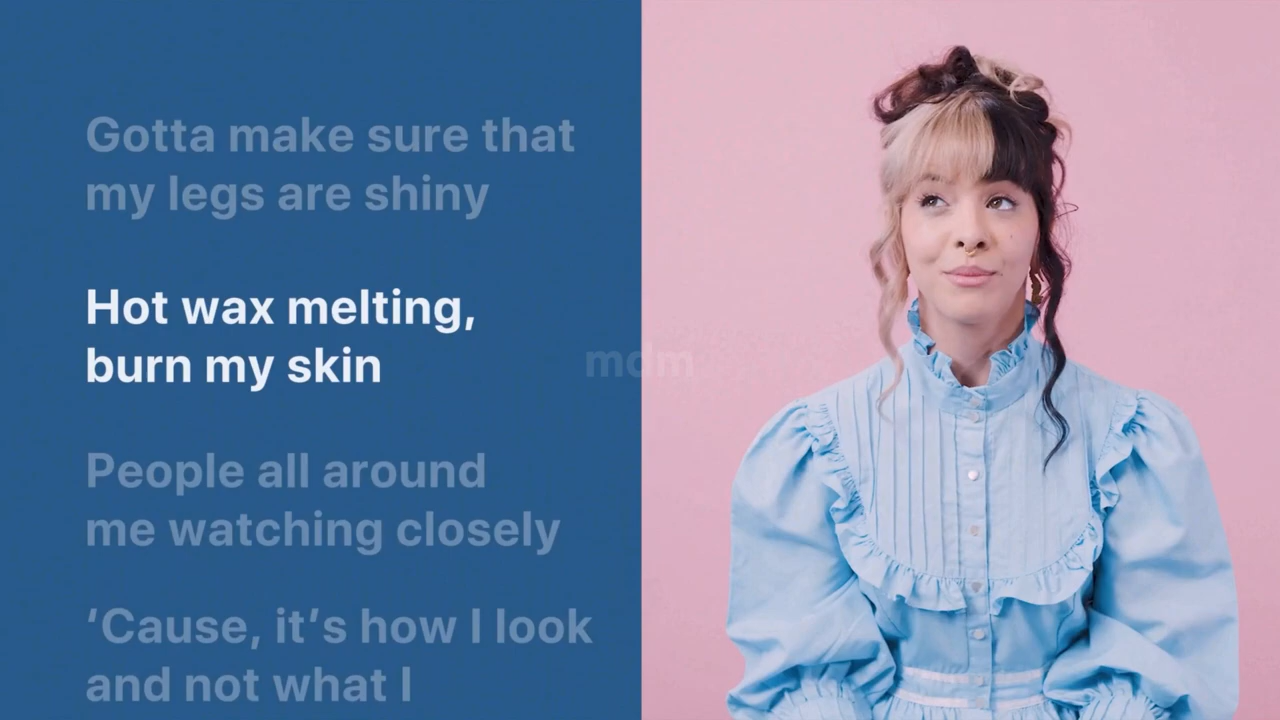 Gotta make sure that
my legs are shiny
Hot wax melting,
burn my skin
mdm
People all around
me watching closely
‘Cause, it’s how I look
and not what I